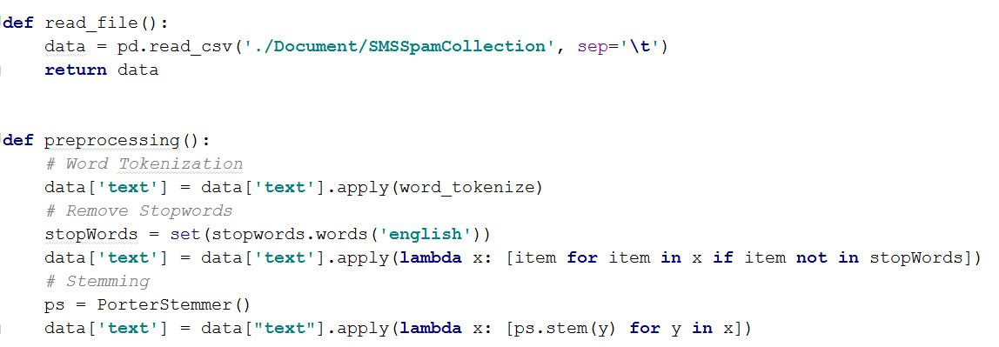 def read_file():
    data = pd.read_csv('./Document/SMSSpamCollection', sep='\t')
    return data
def preprocessing():
    # Word Tokenization
    data['text'] = data['text'].apply(word_tokenize)
    # Remove Stopwords
    stopWords = set(stopwords.words('english'))
    data['text'] = data['text'].apply(lambda x: [item for item in x if item not in stopWords])
    # Stemming
    ps = PorterStemmer()
    data['text'] = data["text"].apply(lambda x: [ps.stem(y) for y in x])